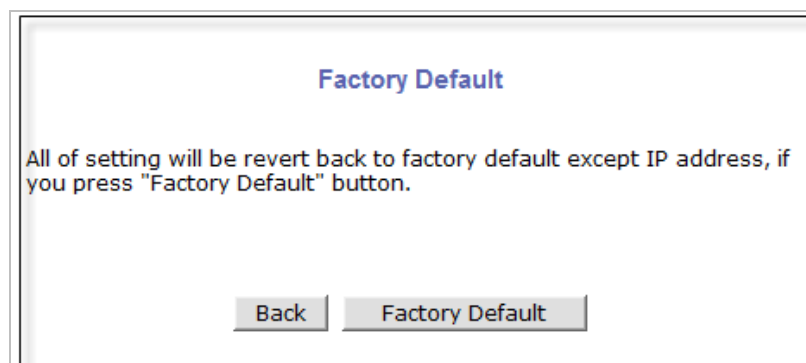 Factory Default
All of setting will be revert back to factory default except IP address, if
you press "Factory Default" button.
Back Factory Default